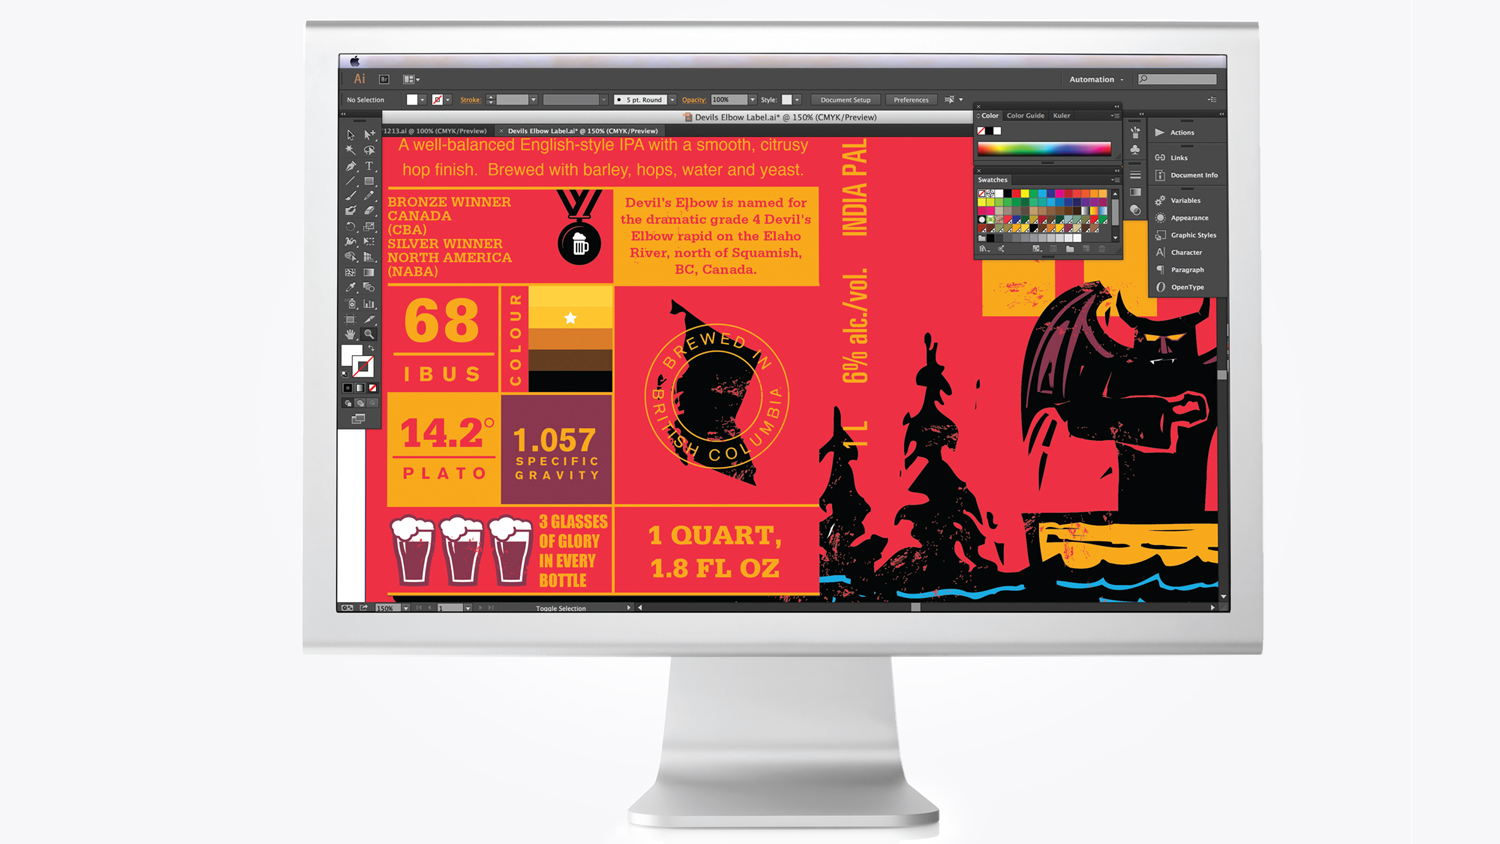 Ai
Br
Automation
No Selection
Stroke:
5 pt. Round
Opacity:
100%
Style:
Document Setup
Preferences
Devils Elbow Label.ai* @ 150% (CMYK/Preview)
1213.ai @ 100% (CMYK/Preview)
× Devils Elbow Label.ai* @ 150% (CMYK/Preview)
Color
Color Guide
Kuler
Swatches
Actions
Links
Document Info
Variables
Appearance
Graphic Styles
Character
Paragraph
OpenType
A well-balanced English-style IPA with a smooth, citrusy
hop finish. Brewed with barley, hops, water and yeast.
BRONZE WINNER
CANADA
(CBA)
SILVER WINNER
NORTH AMERICA
(NABA)
Devil's Elbow is named for
the dramatic grade 4 Devil's
Elbow rapid on the Elaho
River, north of Squamish,
BC, Canada.
68
IBUS
COLOUR
14.2°
PLATO
1.057
SPECIFIC
GRAVITY
BREWED IN
BRITISH COLUMBIA
3 GLASSES
OF GLORY
IN EVERY
BOTTLE
1 QUART,
1.8 FL OZ
1 L 6% alc./vol. INDIA PAL
150%
1
Toggle Selection